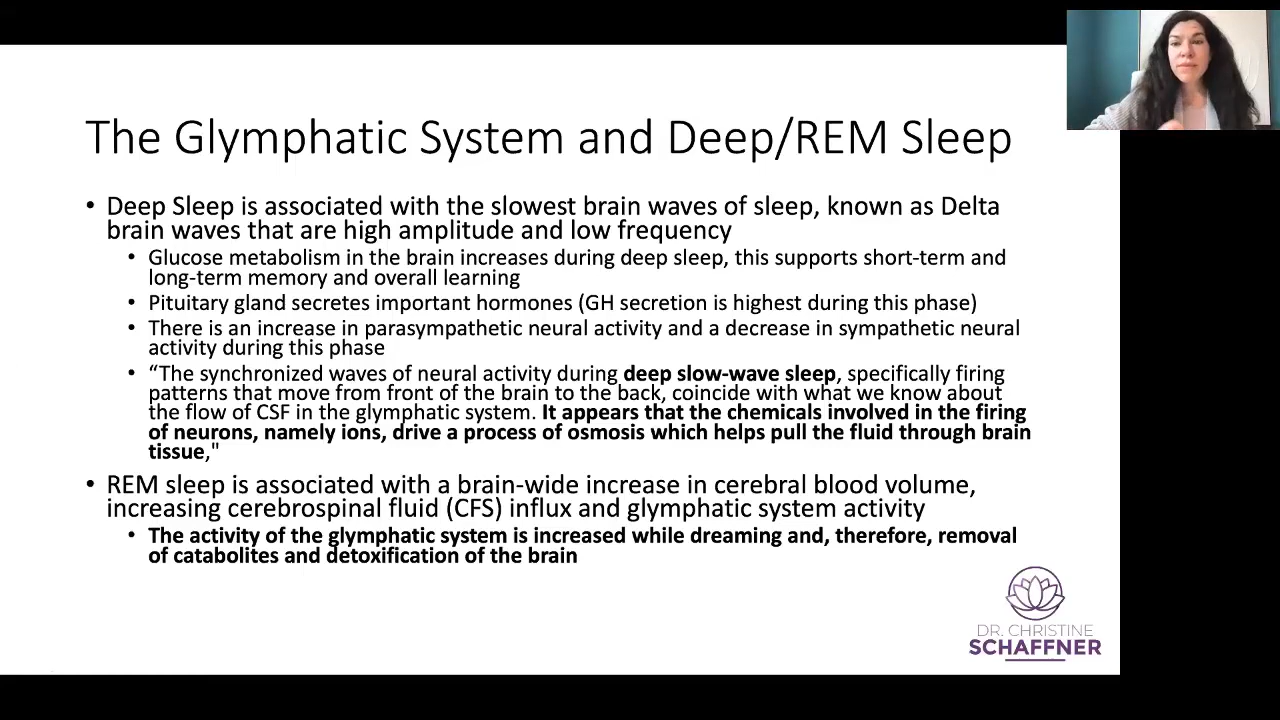 The Glymphatic System and Deep/REM Sleep
• Deep Sleep is associated with the slowest brain waves of sleep, known as Delta
brain waves that are high amplitude and low frequency
• Glucose metabolism in the brain increases during deep sleep, this supports short-term and
long-term memory and overall learning
• Pituitary gland secretes important hormones (GH secretion is highest during this phase)
• There is an increase in parasympathetic neural activity and a decrease in sympathetic neural
activity during this phase
• “The synchronized waves of neural activity during deep slow-wave sleep, specifically firing
patterns that move from front of the brain to the back, coincide with what we know about
the flow of CSF in the glymphatic system. It appears that the chemicals involved in the firing
of neurons, namely ions, drive a process of osmosis which helps pull the fluid through brain
tissue,"
• REM sleep is associated with a brain-wide increase in cerebral blood volume,
increasing cerebrospinal fluid (CFS) influx and glymphatic system activity
• The activity of the glymphatic system is increased while dreaming and, therefore, removal
of catabolites and detoxification of the brain
DR. CHRISTINE
SCHAFFNER